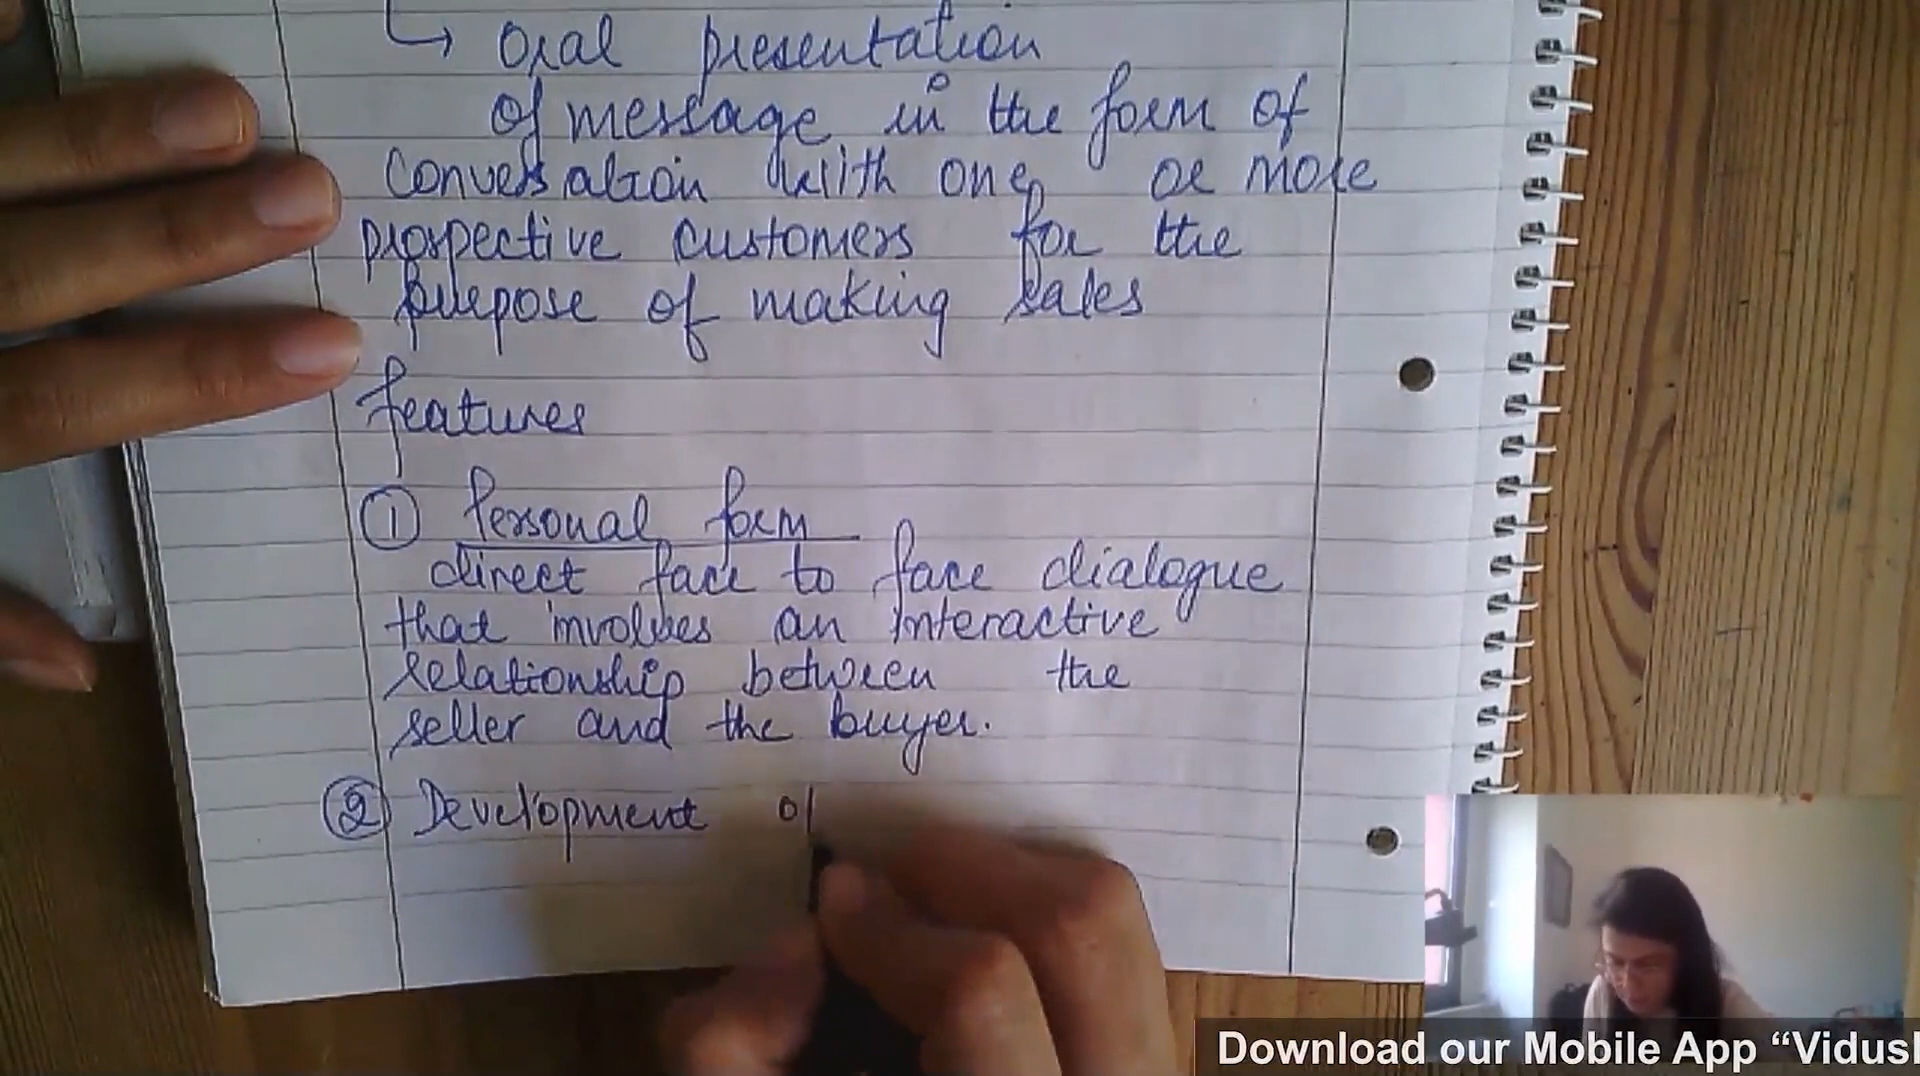 ↳ Oral presentation
of message in the form of
conversation with one or more
prospective customers for the
purpose of making sales
features
① Personal form
direct face to face dialogue
that involves an interactive
relationship between the
seller and the buyer.
② Development of
Download our Mobile App “Vidus